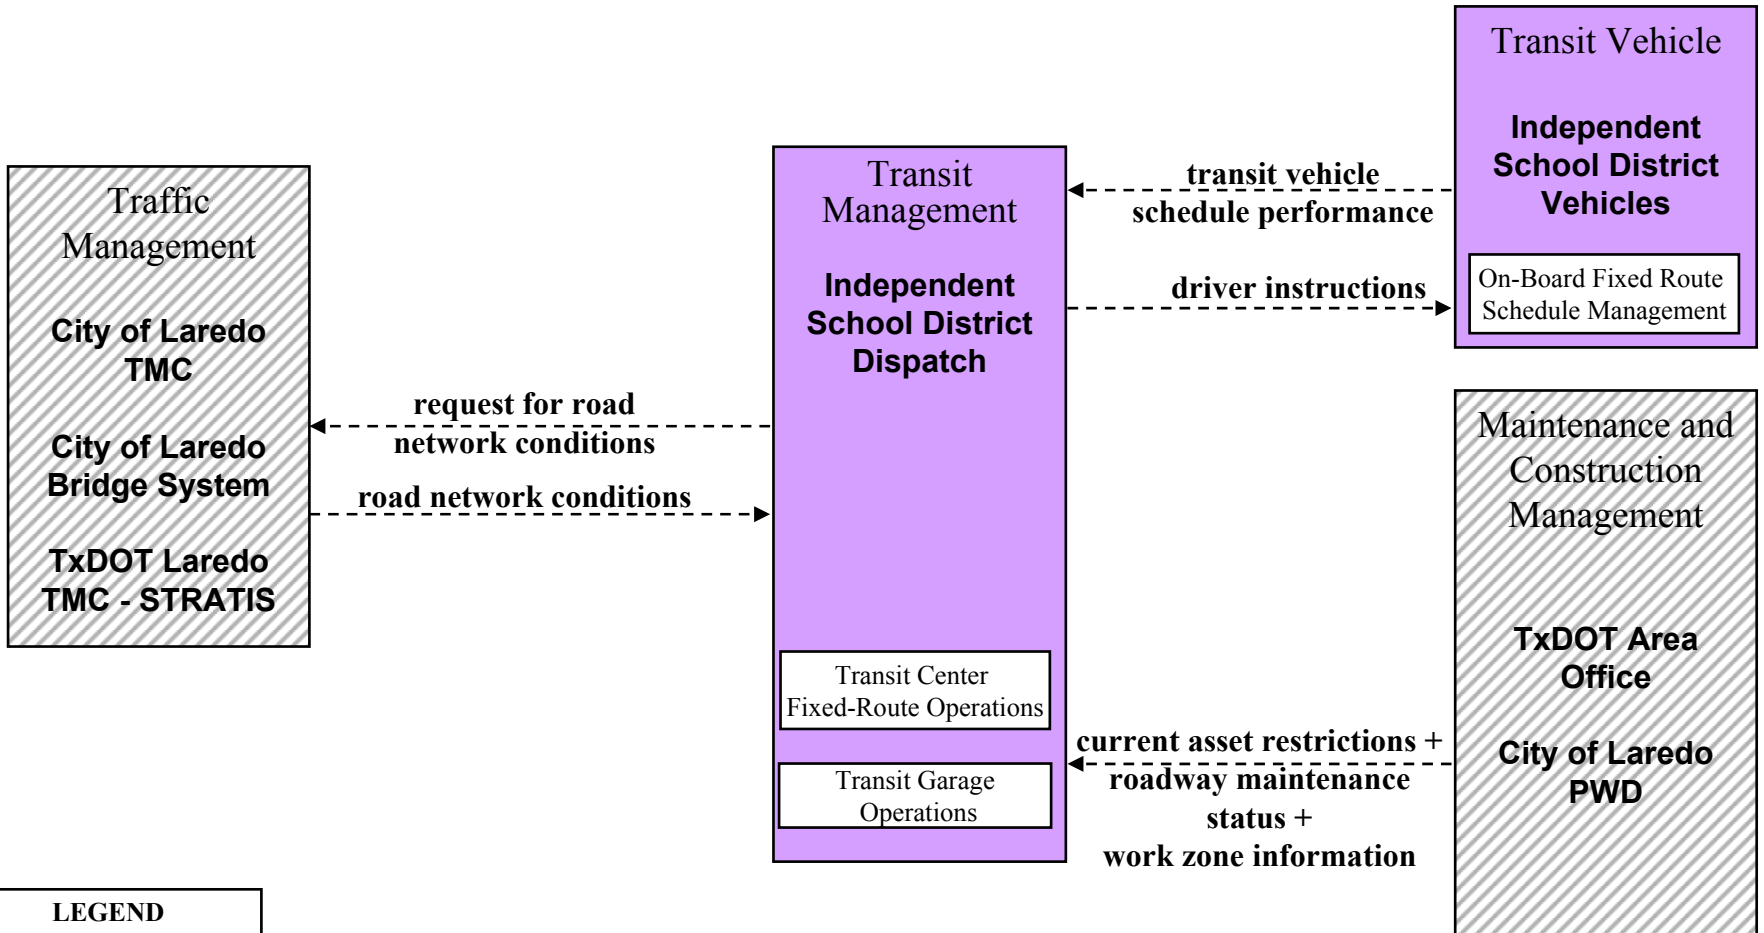 Traffic
Management
City of Laredo
TMC
City of Laredo
Bridge System
TxDOT Laredo
TMC - STRATIS
request for road
network conditions
road network conditions
Transit
Management
Independent
School District
Dispatch
Transit Center
Fixed-Route Operations
Transit Garage
Operations
transit vehicle
schedule performance
driver instructions
current asset restrictions +
roadway maintenance
status +
work zone information
Transit Vehicle
Independent
School District
Vehicles
On-Board Fixed Route
Schedule Management
Maintenance and
Construction
Management
TxDOT Area
Office
City of Laredo
PWD
LEGEND